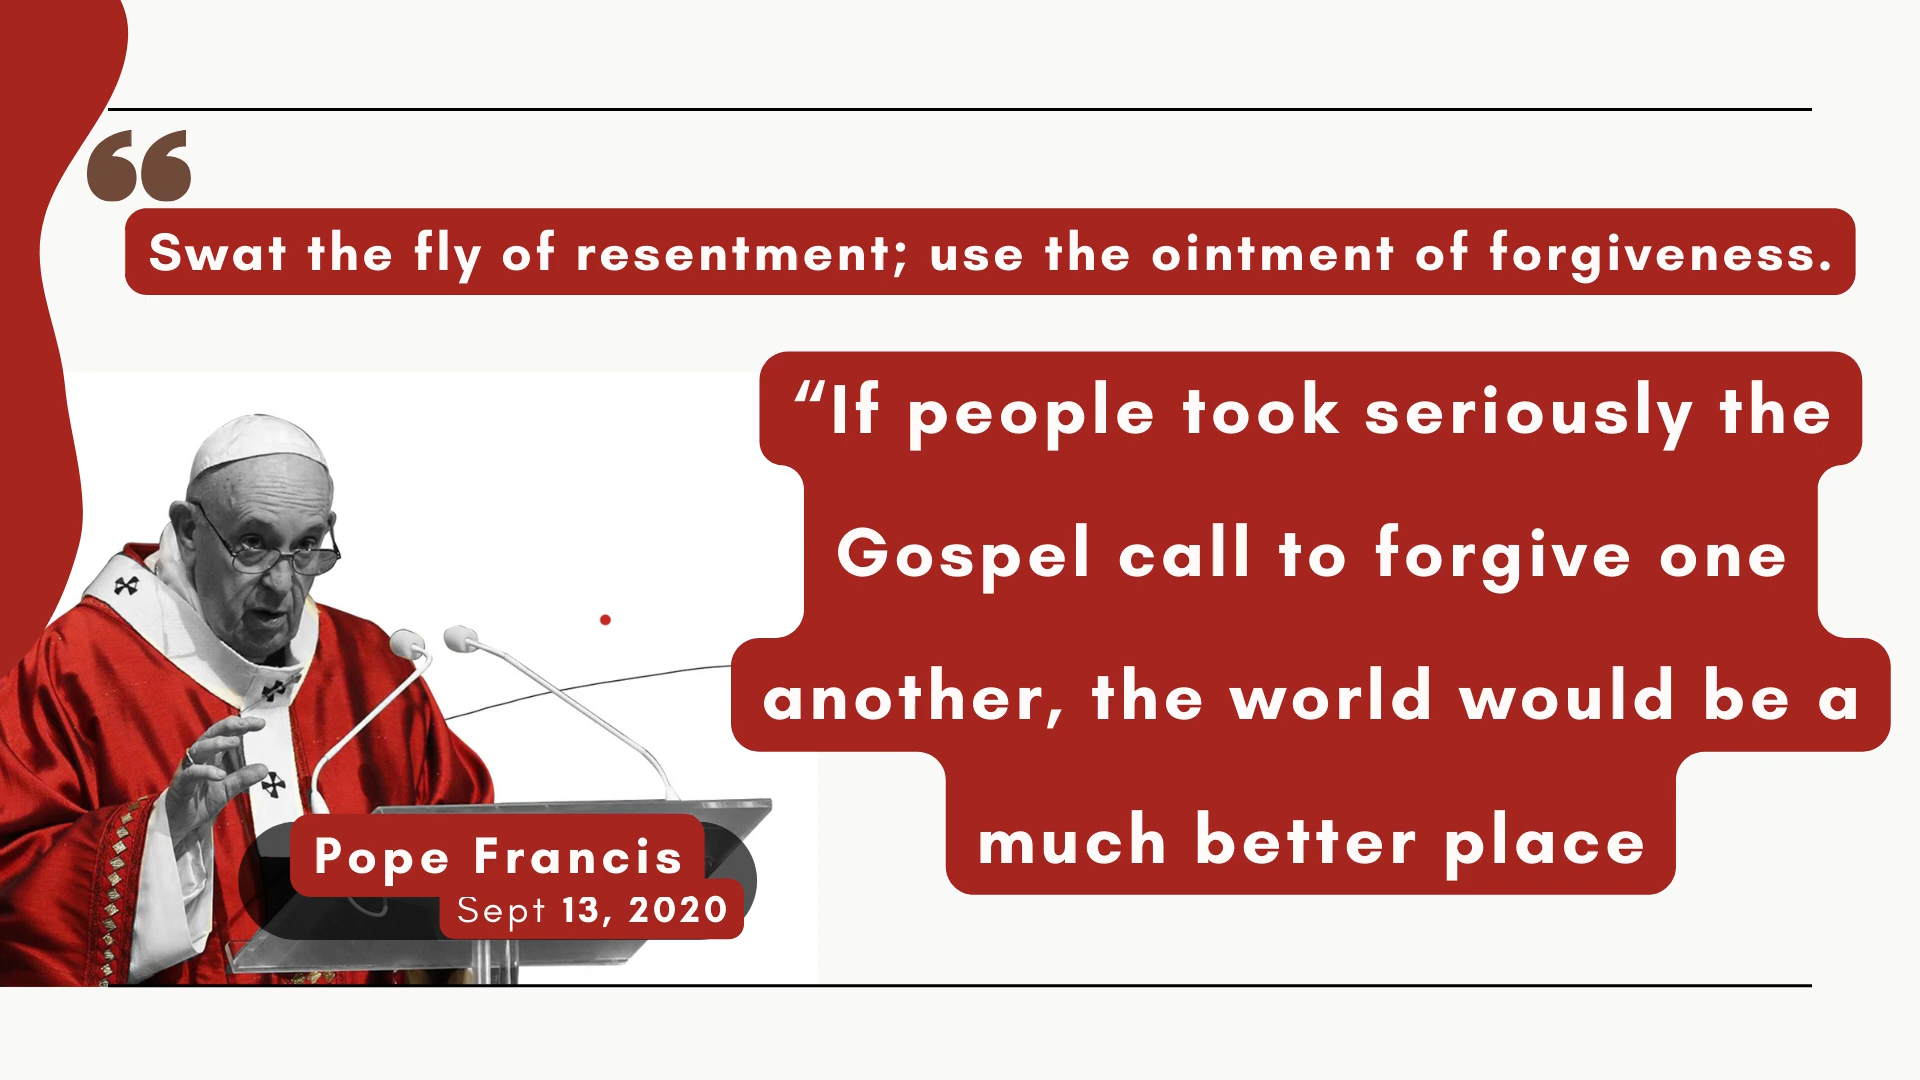 “
Swat the fly of resentment; use the ointment of forgiveness.
“If people took seriously the
Gospel call to forgive one
another, the world would be a
much better place
Pope Francis
Sept 13, 2020